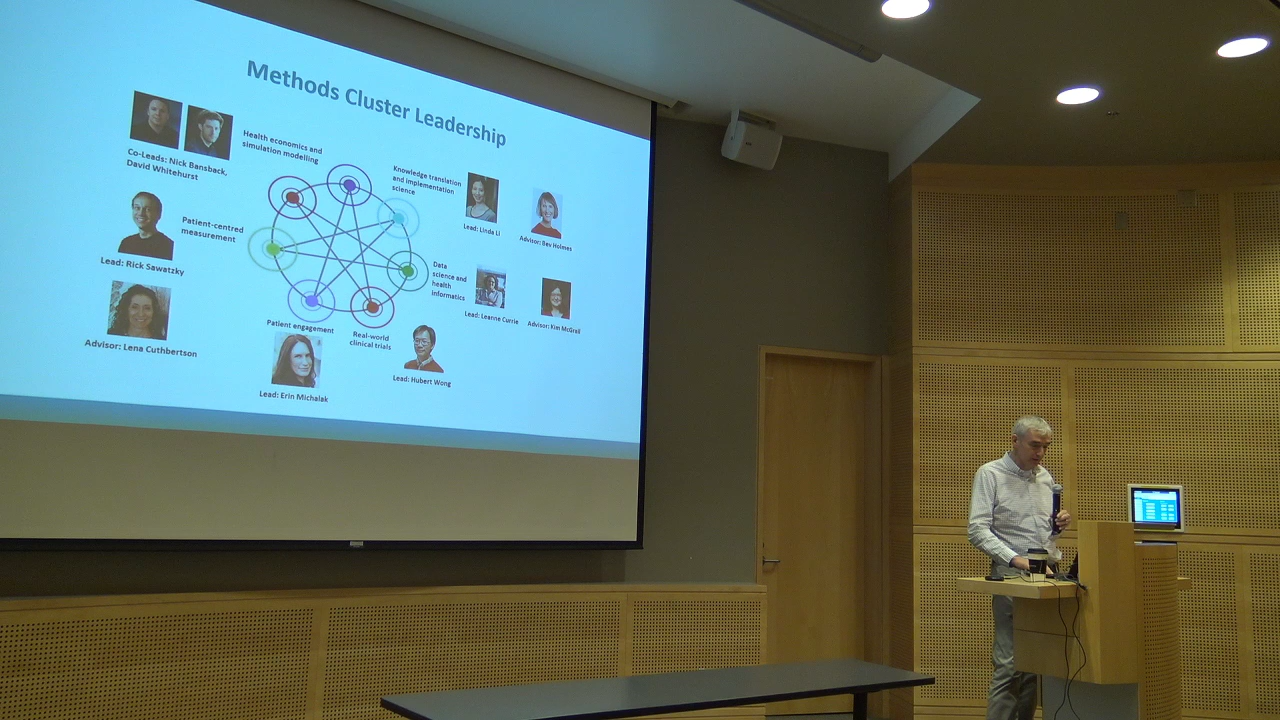 Methods Cluster Leadership
Health economics and
simulation modelling
Co-Leads: Nick Bansback,
David Whitehurst
Knowledge translation
and implementation
science
Lead: Linda Li
Advisor: Bev Holmes
Patient-centred
measurement
Lead: Rick Sawatzky
Data
science and
health
informatics
Lead: Leanne Currie
Advisor: Kim McGrail
Advisor: Lena Cuthbertson
Patient engagement
Lead: Erin Michalak
Real-world
clinical trials
Lead: Hubert Wong